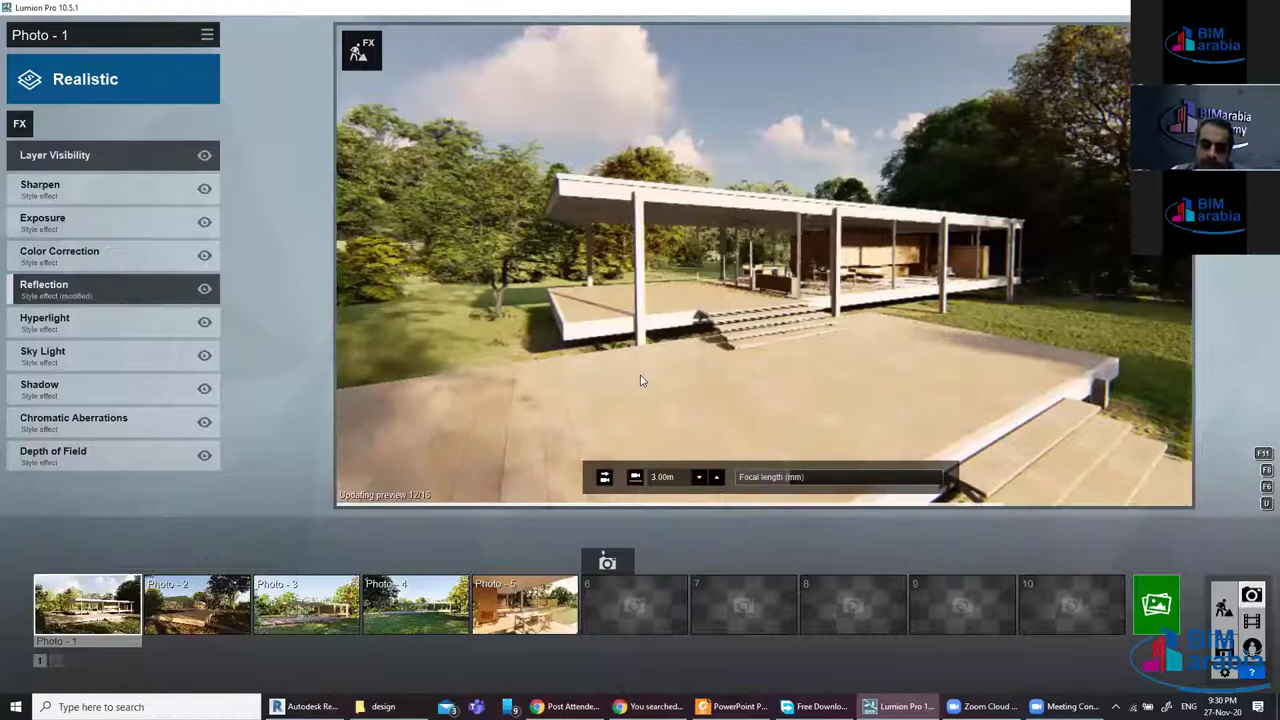 Lumion Pro 10.5.1
Photo - 1
Realistic
FX
Layer Visibility
Sharpen
Style effect
Exposure
Style effect
Color Correction
Style effect
Reflection
Style effect (modified)
Hyperlight
Style effect
Sky Light
Style effect
Shadow
Style effect
Chromatic Aberrations
Style effect
Depth of Field
Style effect
FX
3.00m
Focal length (mm)
Updating preview 12/16
BIM
arabia
BIMarabia
BIM
arabia
F11
F8
F6
U
Photo - 2
Photo - 3
Photo - 4
Photo - 5
6
7
8
9
10
Photo - 1
1
BIM
arabia
?
Type here to search
Autodesk Re...
design
3
9
Post Attende...
You searched...
PowerPoint P...
Free Downlo...
Lumion Pro 1...
Zoom Cloud ...
Meeting Con...
ENG
9:30 PM
27-Nov-20